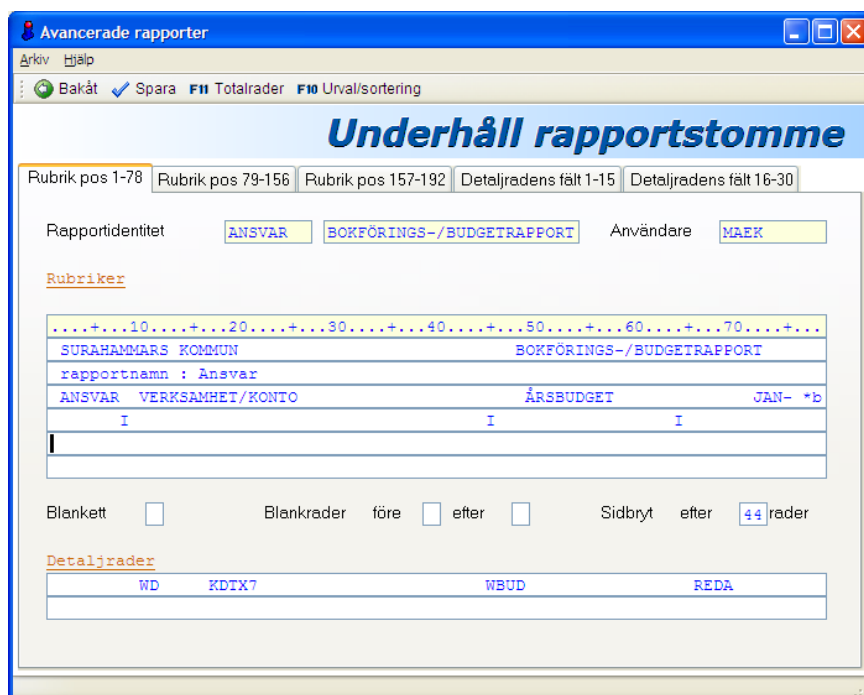 Avancerade rapporter
Arkiv Hjälp
Bakåt Spara F11 Totalrader F10 Urval/sortering
Underhåll rapportstomme
Rubrik pos 1-78 Rubrik pos 79-156 Rubrik pos 157-192 Detaljradens fält 1-15 Detaljradens fält 16-30
Rapportidentitet ANSVAR BOKFÖRINGS-/BUDGETRAPPORT Användare MAEK
Rubriker
....+...10....+...20....+...30....+...40....+...50....+...60....+...70....+...
SURAHAMMARS KOMMUN BOKFÖRINGS-/BUDGETRAPPORT
rapportnamn : Ansvar
ANSVAR VERKSAMHET/KONTO ÅRSBUDGET JAN- *b
I I I
Blankett Blankrader före efter Sidbryt efter 44 rader
Detaljrader
WD KDTX7 WBUD REDA